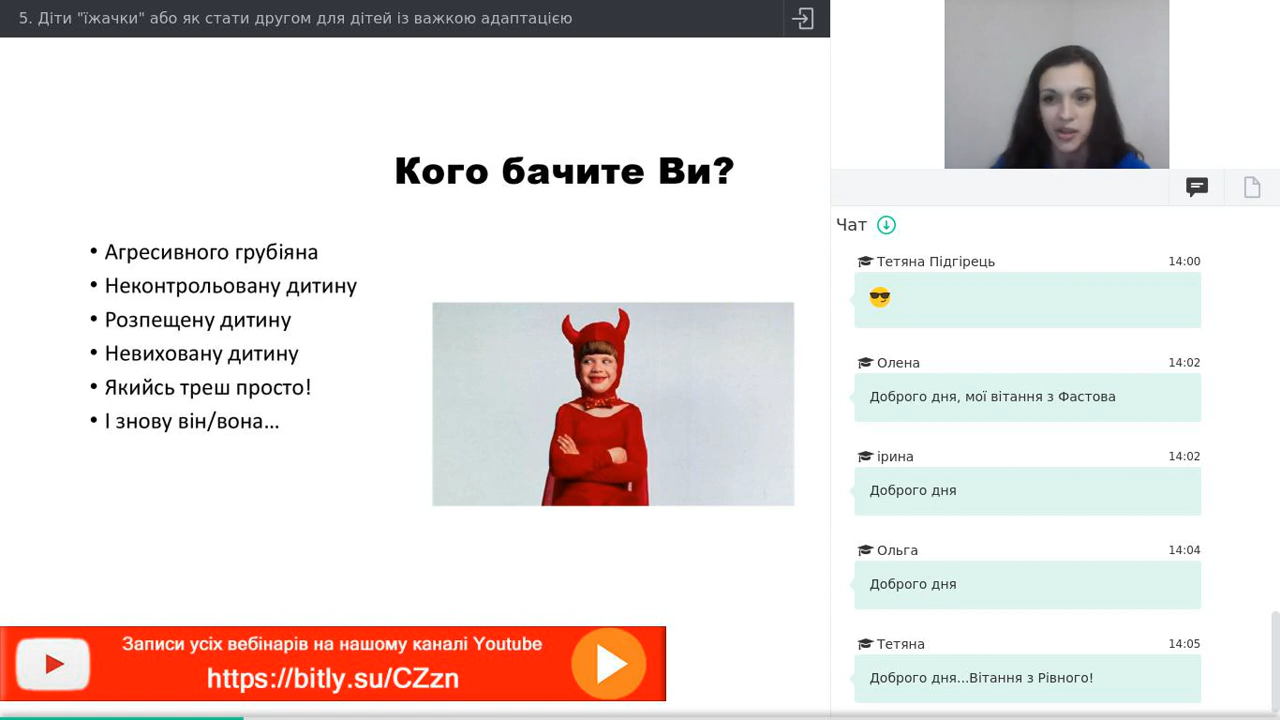 5. Діти "їжачки" або як стати другом для дітей із важкою адаптацією
Кого бачите Ви?
• Агресивного грубіяна
• Неконтрольовану дитину
• Розпещену дитину
• Невиховану дитину
• Якийсь треш просто!
• І знову він/вона...
Записи усіх вебінарів на нашому каналі Youtube
https://bitly.su/CZzn
Чат
Тетяна Підгірець 14:00
😎
Олена 14:02
Доброго дня, мої вітання з Фастова
ірина 14:02
Доброго дня
Ольга 14:04
Доброго дня
Тетяна 14:05
Доброго дня...Вітання з Рівного!